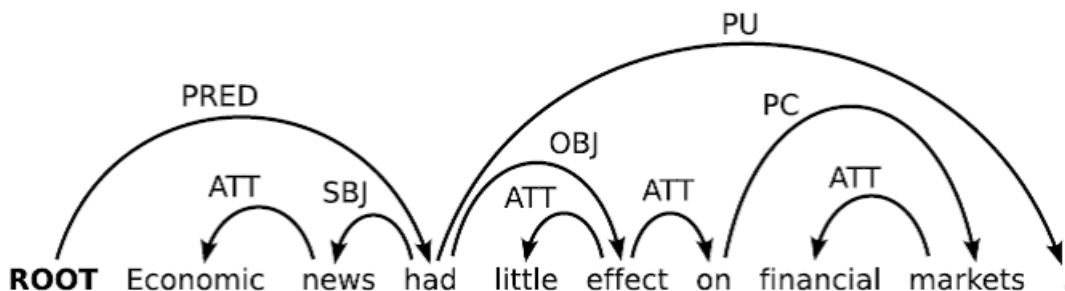 PU
PRED
PC
OBJ
ATT SBJ ATT ATT ATT
ROOT Economic news had little effect on financial markets